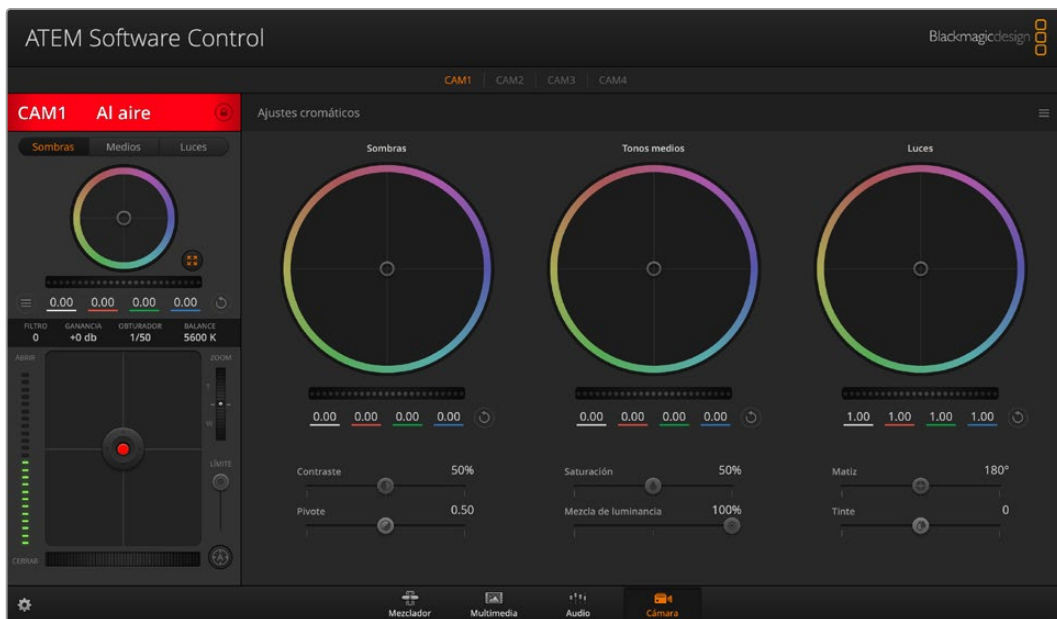 ATEM Software Control
Blackmagicdesign
CAM1 CAM2 CAM3 CAM4
CAM1 Al aire
Ajustes cromáticos
Sombras Medios Luces
0.00 0.00 0.00 0.00
FILTRO GANANCIA OBTURADOR BALANCE
0 +0 db 1/50 5600 K
ABRIR ZOOM
T
W
LÍMITE
CERRAR
Sombras Tonos medios Luces
0.00 0.00 0.00 0.00 0.00 0.00 0.00 0.00 1.00 1.00 1.00 1.00
Contraste 50% Saturación 50% Matiz 180°
Pivote 0.50 Mezcla de luminancia 100% Tinte 0
Mezclador Multimedia Audio Cámara